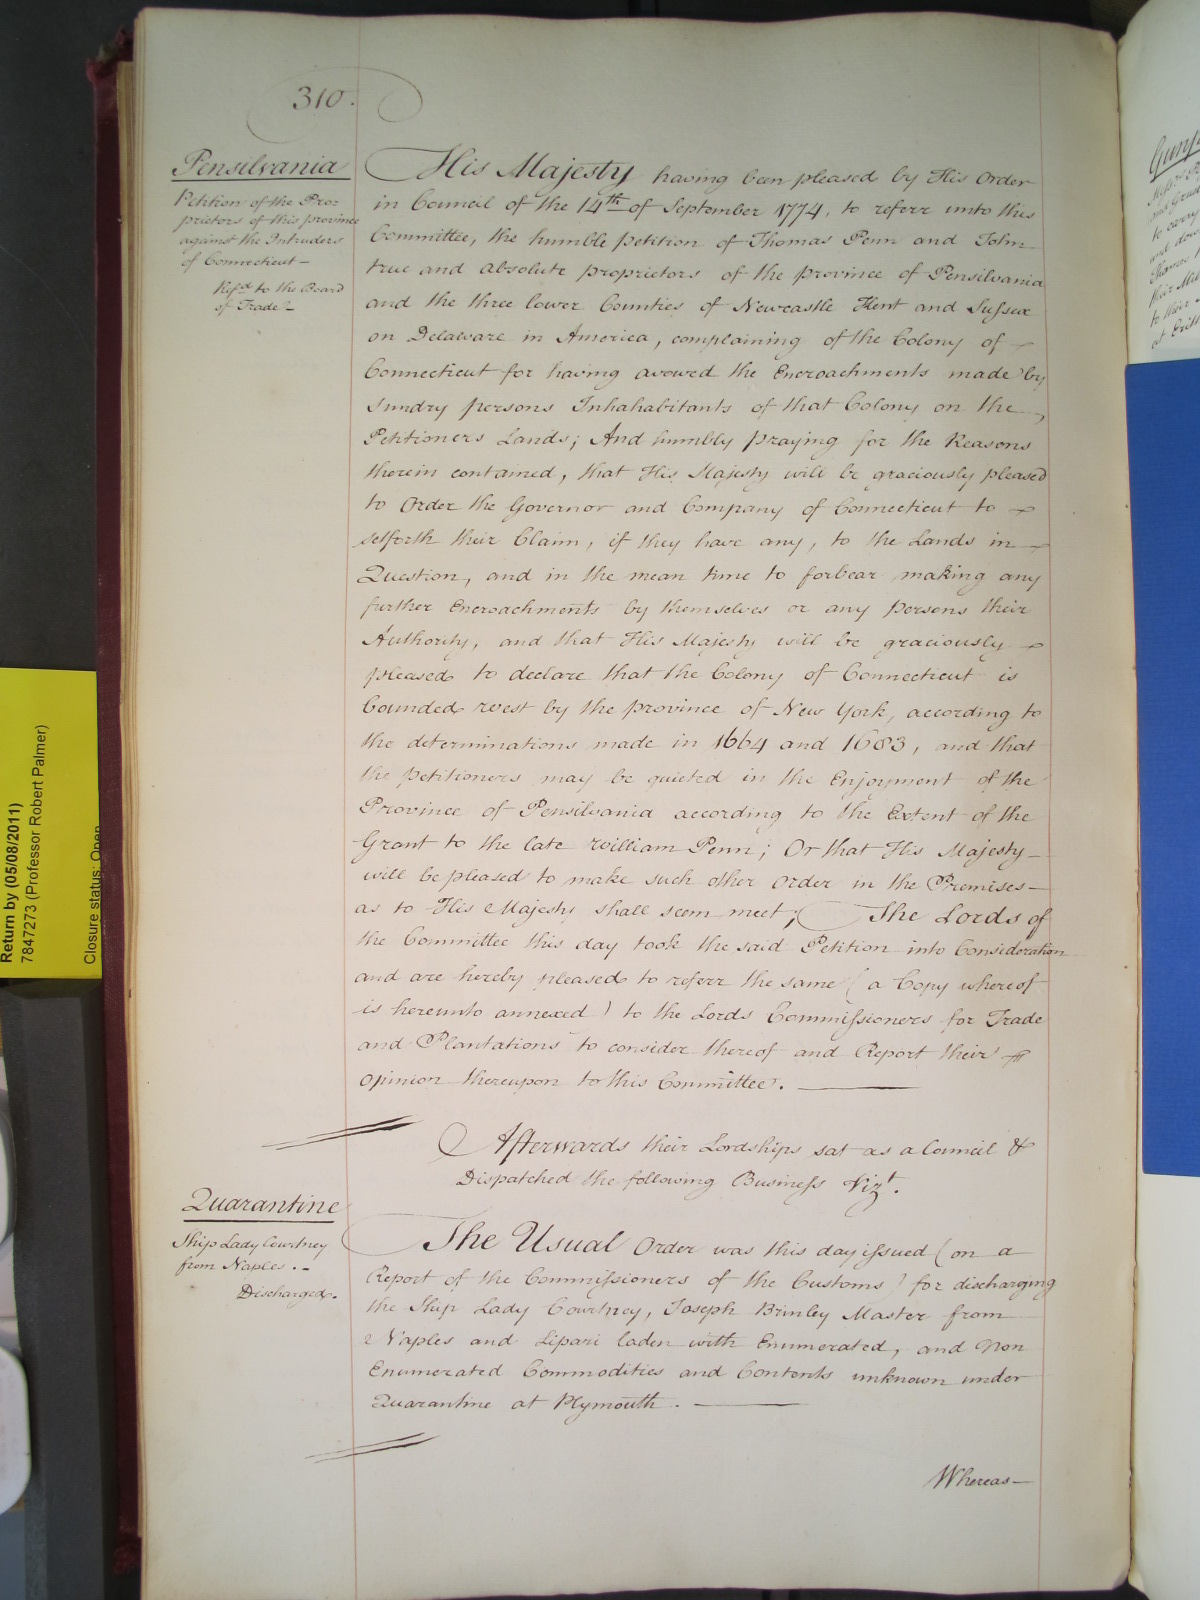 310.
Pensilvania
Petition of the Pro-
prietors of this province
against the Intruders
of Connecticut —
Ref.d to the Board
of Trade —
His Majesty having been pleased by His Order
in Council of the 14th of September 1774, to referr unto this
Committee, the humble petition of Thomas Penn and John
true and absolute proprietors of the province of Pensilvania
and the three lower Counties of Newcastle Kent and Sussex
on Delaware in America, complaining of the Colony of
Connecticut for having avowed the Encroachments made by
sundry persons Inhahabitants of that Colony on the
Petitioners Lands; And humbly praying for the Reasons
therein contained, that His Majesty will be graciously pleased
to Order the Governor and Company of Connecticut to
setforth their Claim, if they have any, to the Lands in
Question, and in the mean time to forbear making any
further Encroachments by themselves or any persons their
Authority, and that His Majesty will be graciously
pleased to declare that the Colony of Connecticut is
bounded west by the province of New York, according to
the determinations made in 1664 and 1683, and that
the petitioners may be quieted in the Enjoyment of the
Province of Pensilvania according to the Extent of the
Grant to the late William Penn; Or that His Majesty —
will be pleased to make such other Order in the Premises —
as to His Majesty shall seem meet; The Lords of
the Committee this day took the said Petition into Consideration
and are hereby pleased to referr the same (a Copy whereof
is hereunto annexed) to the Lords Commissioners for Trade
and Plantations to consider thereof and Report their
Opinion thereupon to this Committee. —
Afterwards their Lordships sat as a Council &
Dispatched the following Business Vizt.
Quarantine
Ship Lady Courtney
from Naples. —
Discharged.
The Usual Order was this day issued (on a
Report of the Commissioners of the Customs) for discharging
the Ship Lady Courtney, Joseph Brinley Master from
Naples and Lipari laden with Enumerated, and Non
Enumerated Commodities and Contents unknown under
Quarantine at Plymouth. —
Whereas —
Return by (05/08/2011)
7847273 (Professor Robert Palmer)
Closure status: Open